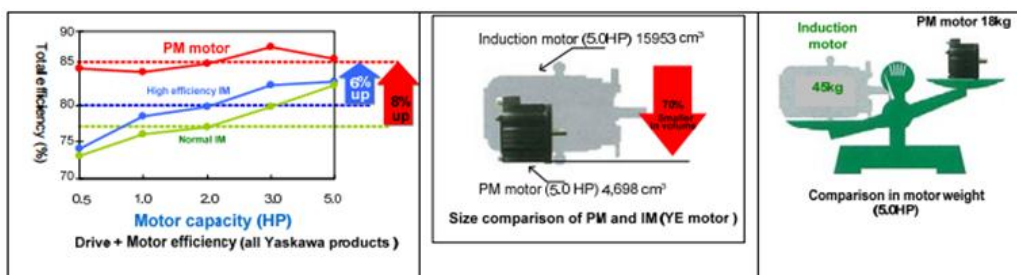 Total efficiency
(%)
90
85
80
75
70
PM motor
High efficiency IM
Normal IM
6%
up
8%
up
0.5 1.0 2.0 3.0 5.0
Motor capacity (HP)
Drive + Motor efficiency (all Yaskawa products)
Induction motor (5.0HP) 15953 cm³
70%
Smaller
in volume
PM motor (5.0 HP) 4,698 cm³
Size comparison of PM and IM (YE motor)
PM motor 18kg
Induction
motor
45kg
Comparison in motor weight
(5.0HP)